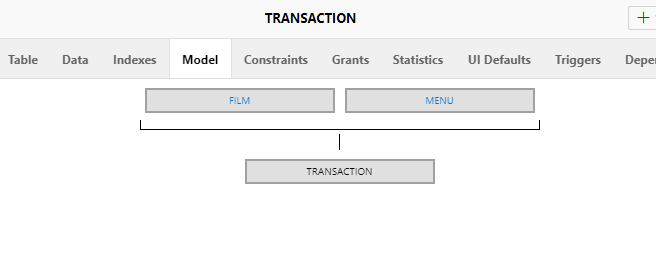 TRANSACTION
Table Data Indexes Model Constraints Grants Statistics UI Defaults Triggers Depe
FILM MENU
TRANSACTION